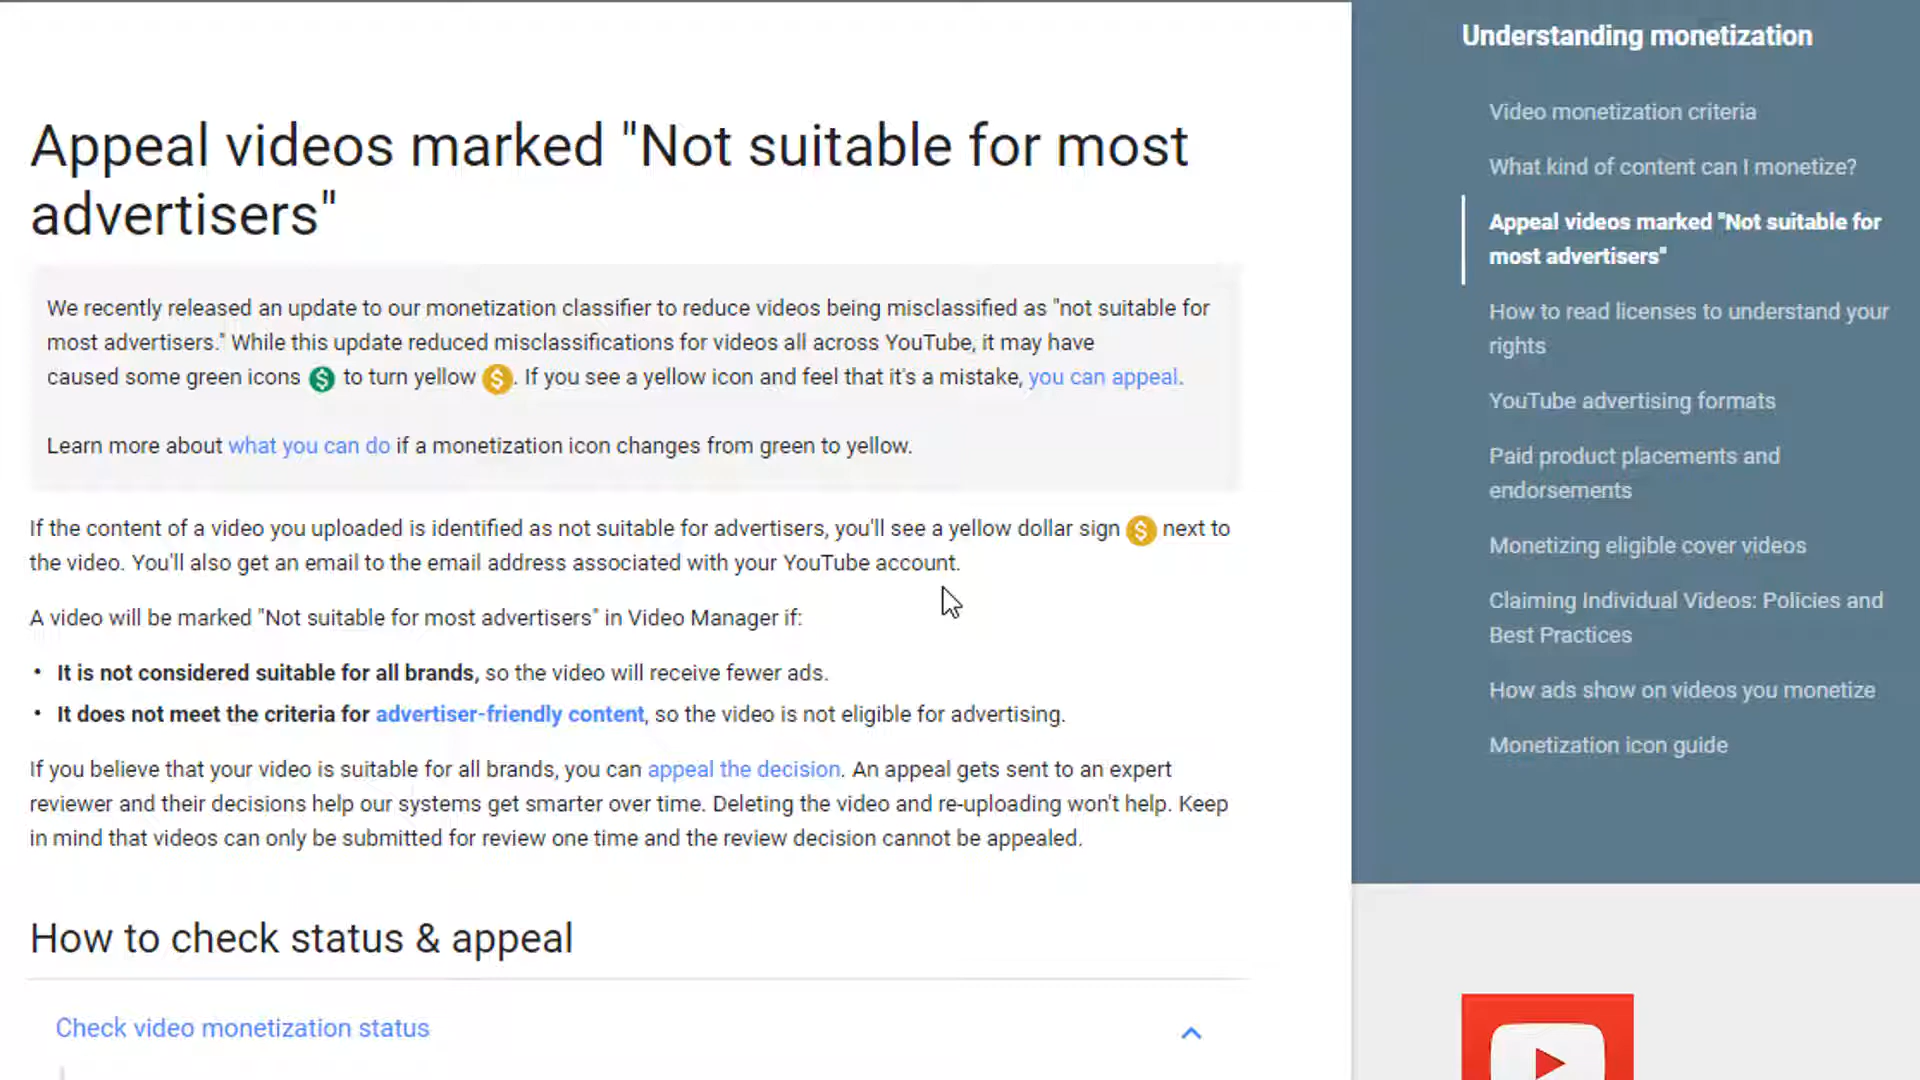 Appeal videos marked "Not suitable for most
advertisers"
We recently released an update to our monetization classifier to reduce videos being misclassified as "not suitable for
most advertisers." While this update reduced misclassifications for videos all across YouTube, it may have
caused some green icons $ to turn yellow $. If you see a yellow icon and feel that it's a mistake, you can appeal.
Learn more about what you can do if a monetization icon changes from green to yellow.
If the content of a video you uploaded is identified as not suitable for advertisers, you'll see a yellow dollar sign $ next to
the video. You'll also get an email to the email address associated with your YouTube account.
A video will be marked "Not suitable for most advertisers" in Video Manager if:
• It is not considered suitable for all brands, so the video will receive fewer ads.
• It does not meet the criteria for advertiser-friendly content, so the video is not eligible for advertising.
If you believe that your video is suitable for all brands, you can appeal the decision. An appeal gets sent to an expert
reviewer and their decisions help our systems get smarter over time. Deleting the video and re-uploading won't help. Keep
in mind that videos can only be submitted for review one time and the review decision cannot be appealed.
How to check status & appeal
Check video monetization status
Understanding monetization
Video monetization criteria
What kind of content can I monetize?
Appeal videos marked "Not suitable for
most advertisers"
How to read licenses to understand your
rights
YouTube advertising formats
Paid product placements and
endorsements
Monetizing eligible cover videos
Claiming Individual Videos: Policies and
Best Practices
How ads show on videos you monetize
Monetization icon guide